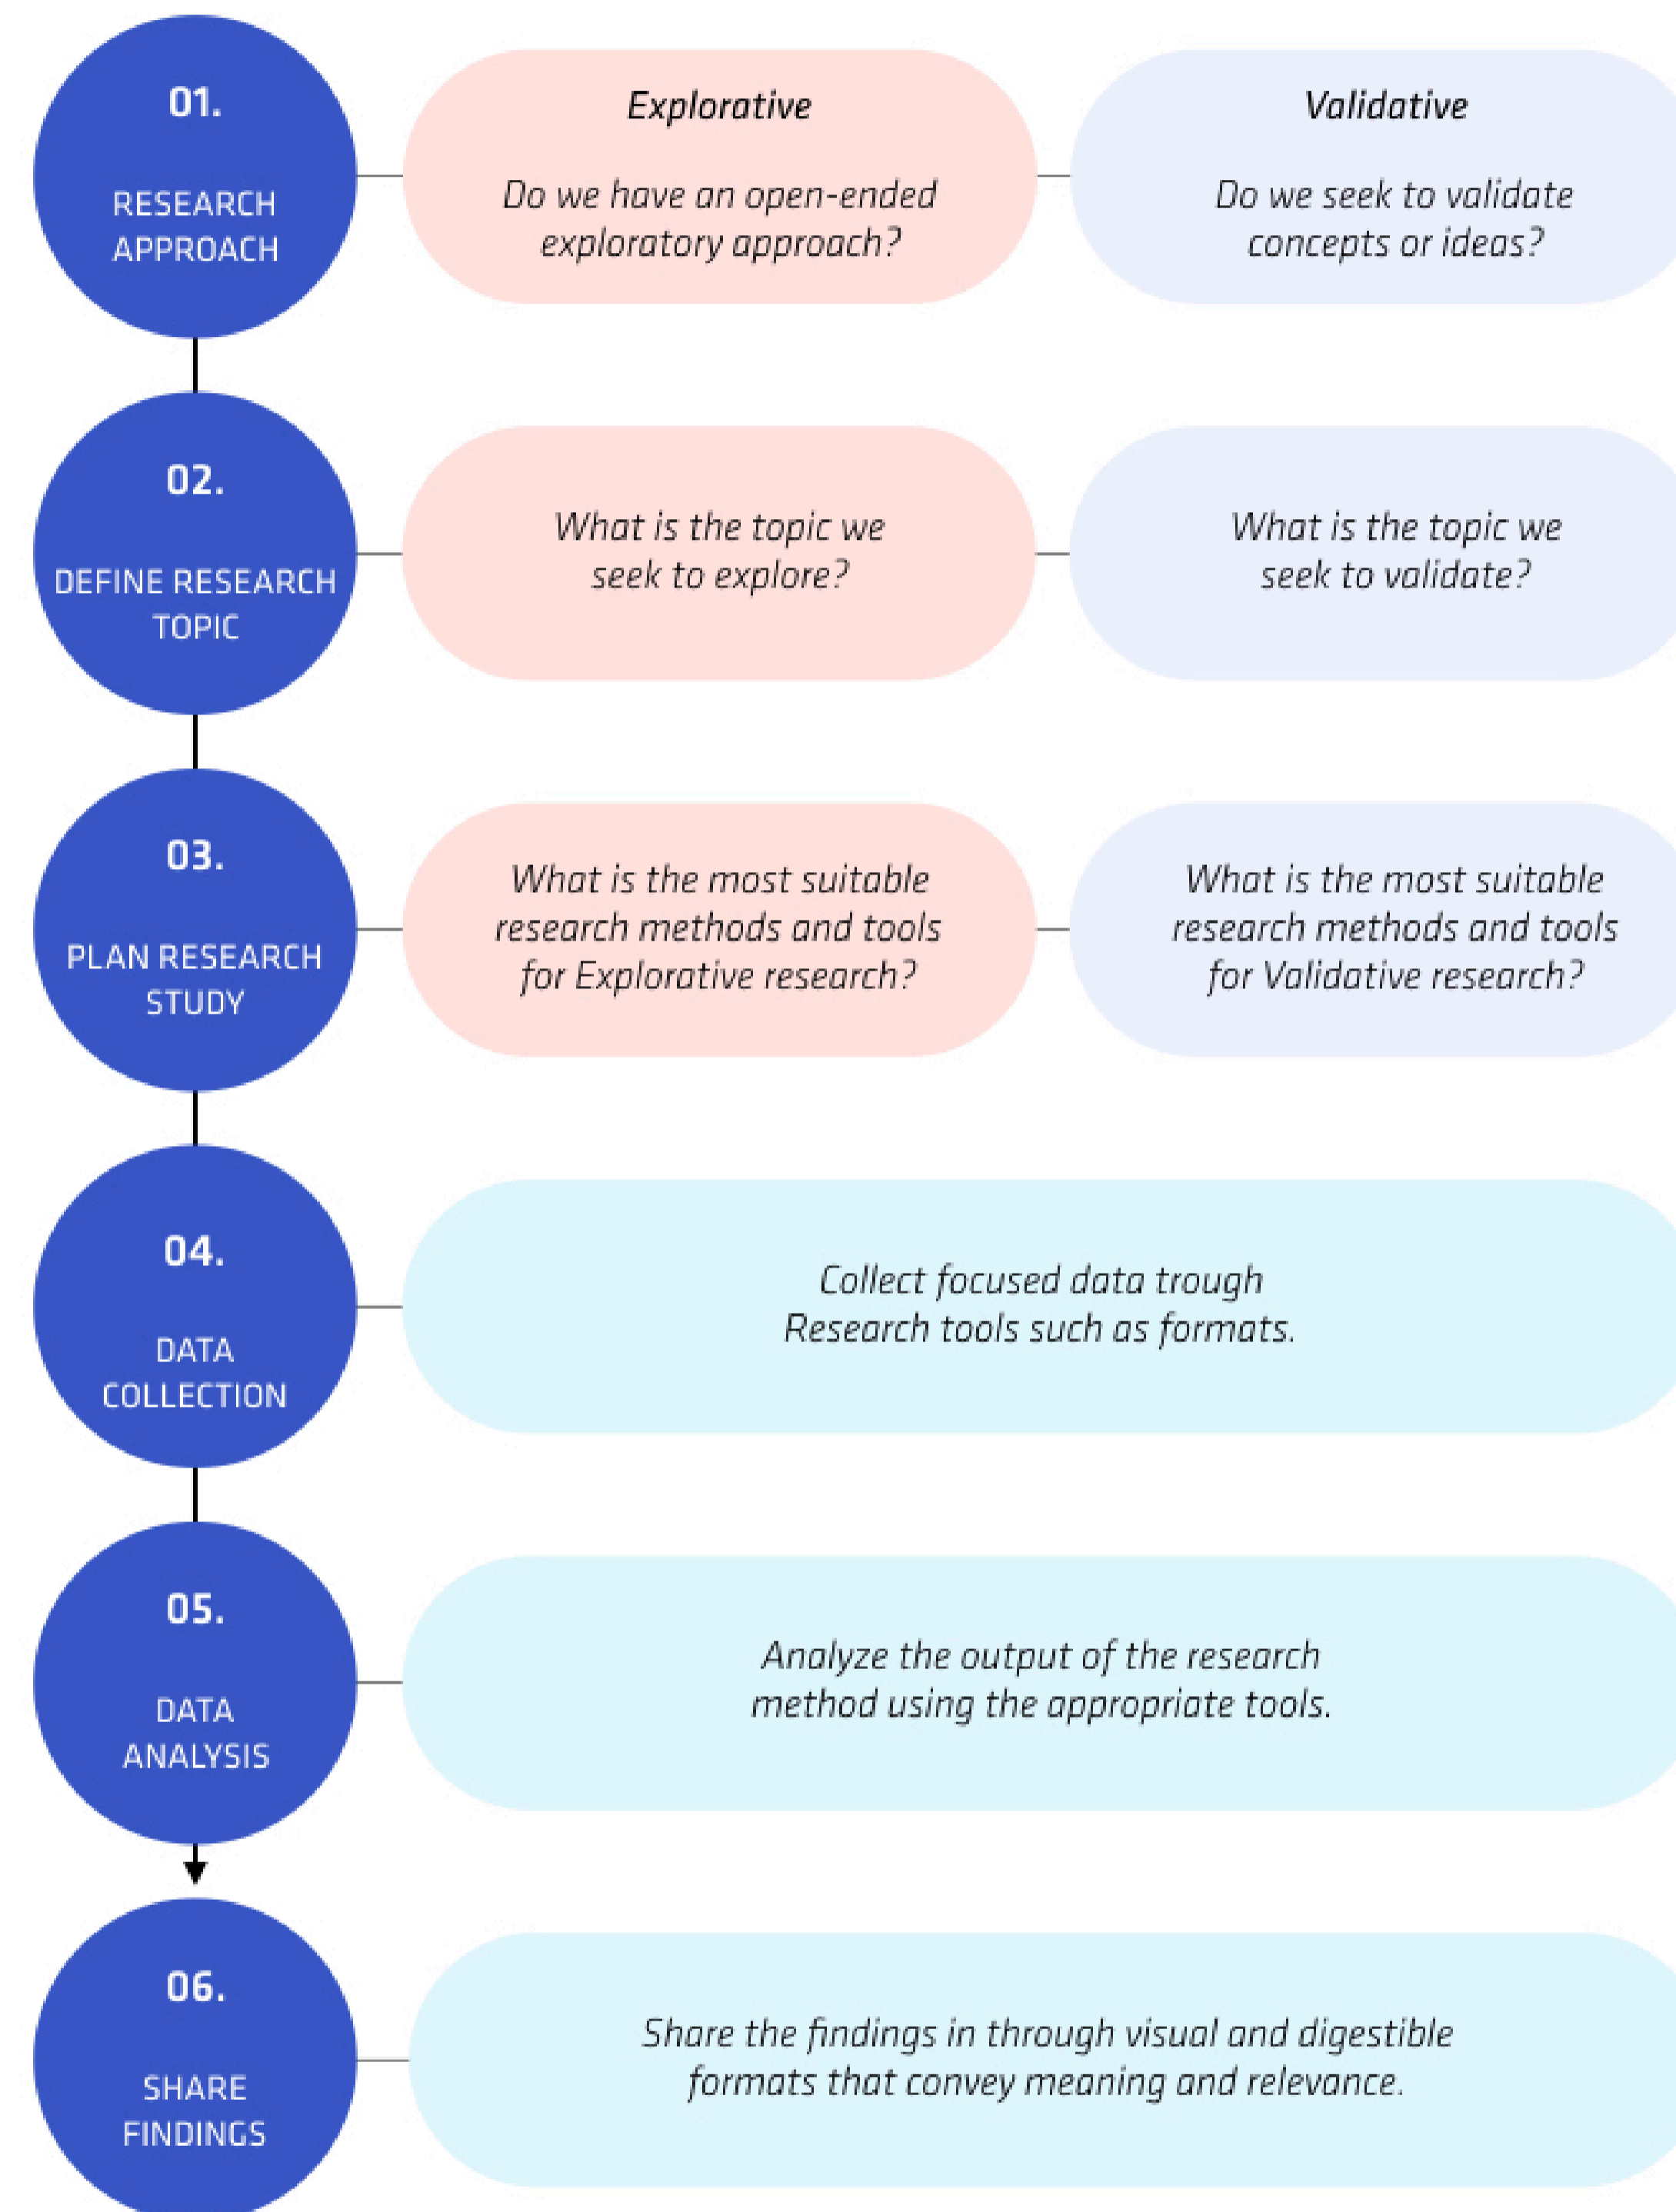 01.
RESEARCH
APPROACH
Explorative
Do we have an open-ended
exploratory approach?
Validative
Do we seek to validate
concepts or ideas?
02.
DEFINE RESEARCH
TOPIC
What is the topic we
seek to explore?
What is the topic we
seek to validate?
03.
PLAN RESEARCH
STUDY
What is the most suitable
research methods and tools
for Explorative research?
What is the most suitable
research methods and tools
for Validative research?
04.
DATA
COLLECTION
Collect focused data trough
Research tools such as formats.
05.
DATA
ANALYSIS
Analyze the output of the research
method using the appropriate tools.
06.
SHARE
FINDINGS
Share the findings in through visual and digestible
formats that convey meaning and relevance.